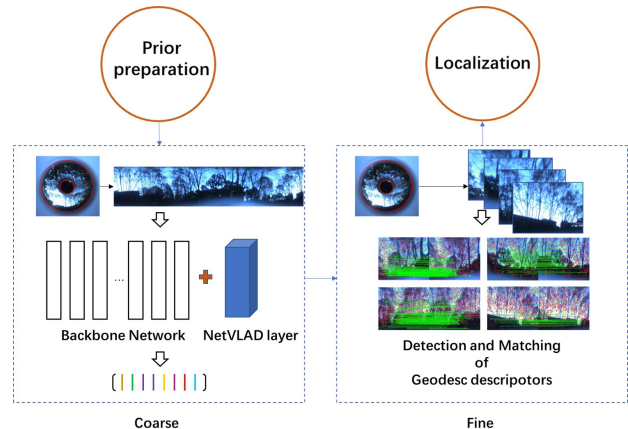 Prior
preparation
Localization
...
Backbone Network
NetVLAD layer
Coarse
Detection and Matching
of
Geodesc descripotors
Fine